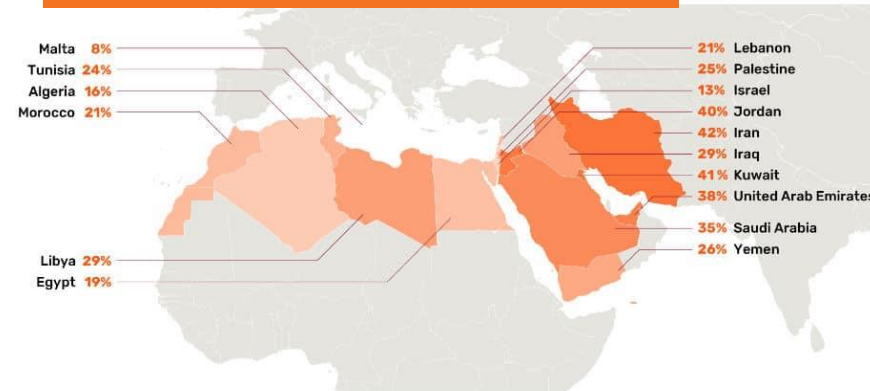 Malta 8%
Tunisia 24%
Algeria 16%
Morocco 21%
Libya 29%
Egypt 19%
21% Lebanon
25% Palestine
13% Israel
40% Jordan
42% Iran
29% Iraq
41% Kuwait
38% United Arab Emirates
35% Saudi Arabia
26% Yemen